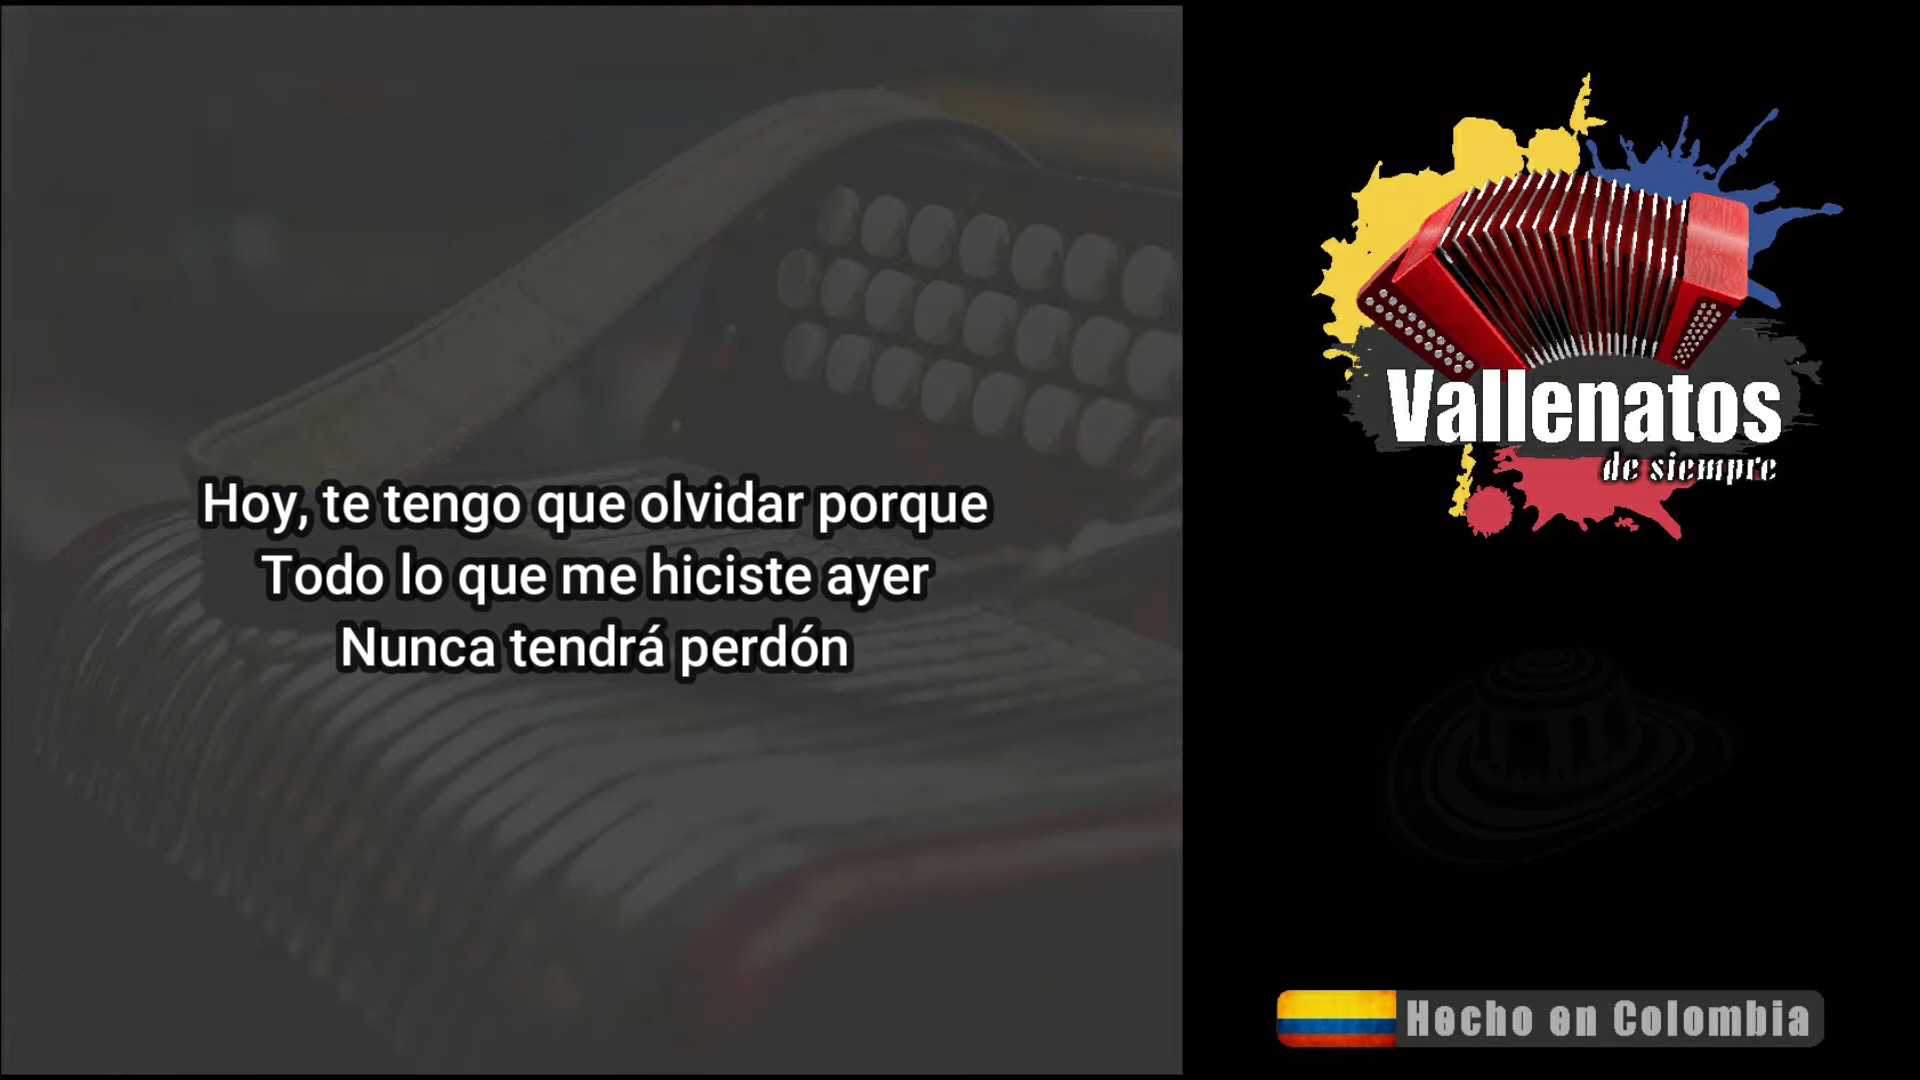 Hoy, te tengo que olvidar porque
Todo lo que me hiciste ayer
Nunca tendrá perdón
Vallenatos
de siempre
Hecho en Colombia